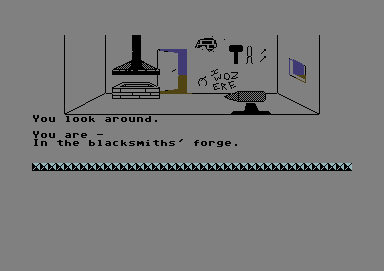 I
WOZ
ERE
You look around.
You are –
In the blacksmiths' forge.